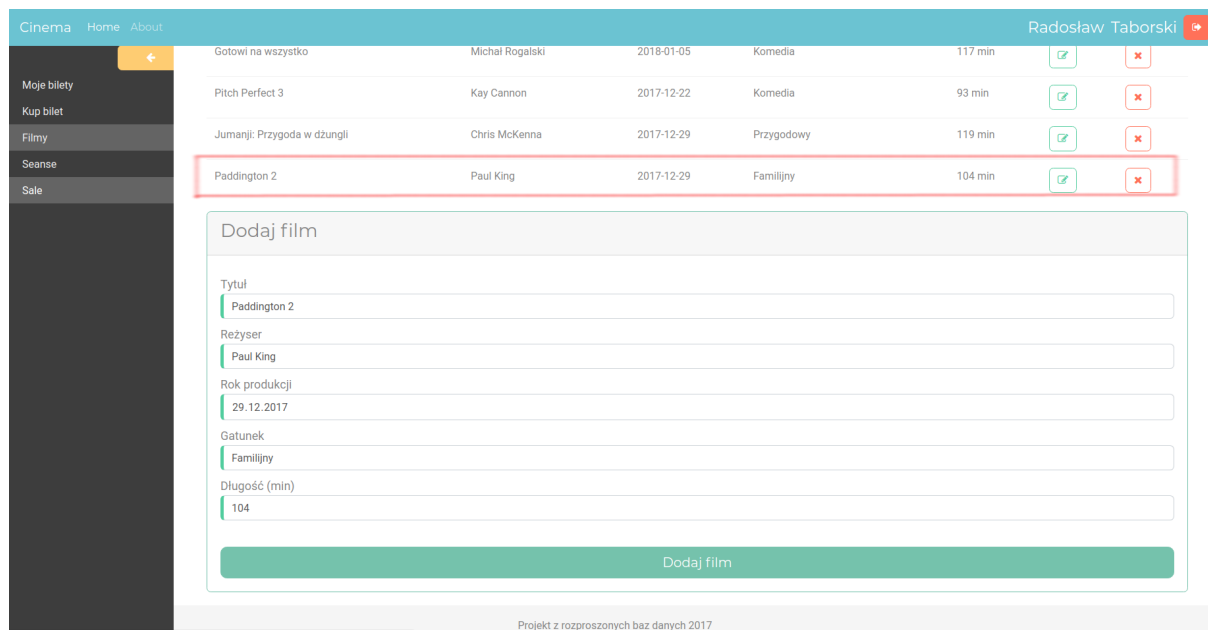 Cinema Home About Radosław Taborski
Gotowi na wszystko Michał Rogalski 2018-01-05 Komedia 117 min
Moje bilety
Pitch Perfect 3 Kay Cannon 2017-12-22 Komedia 93 min
Kup bilet
Filmy
Jumanji: Przygoda w dżungli Chris McKenna 2017-12-29 Przygodowy 119 min
Seanse
Paddington 2 Paul King 2017-12-29 Familijny 104 min
Sale
Dodaj film
Tytuł
Paddington 2
Reżyser
Paul King
Rok produkcji
29.12.2017
Gatunek
Familijny
Długość (min)
104
Dodaj film
Projekt z rozproszonych baz danych 2017